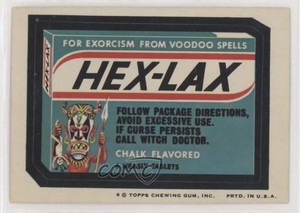 FOR EXORCISM FROM VOODOO SPELLS
HEX-LAX
FOLLOW PACKAGE DIRECTIONS,
AVOID EXCESSIVE USE.
IF CURSE PERSISTS
CALL WITCH DOCTOR.
CHALK FLAVORED
TABLETS
© TOPPS CHEWING GUM, INC. PRTD. IN U.S.A.